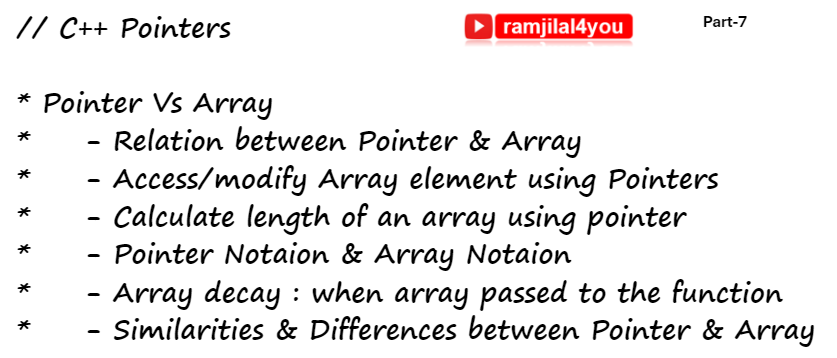 // C++ Pointers
ramjilal4you
Part-7
* Pointer Vs Array
* - Relation between Pointer & Array
* - Access/modify Array element using Pointers
* - Calculate length of an array using pointer
* - Pointer Notaion & Array Notaion
* - Array decay : when array passed to the function
* - Similarities & Differences between Pointer & Array